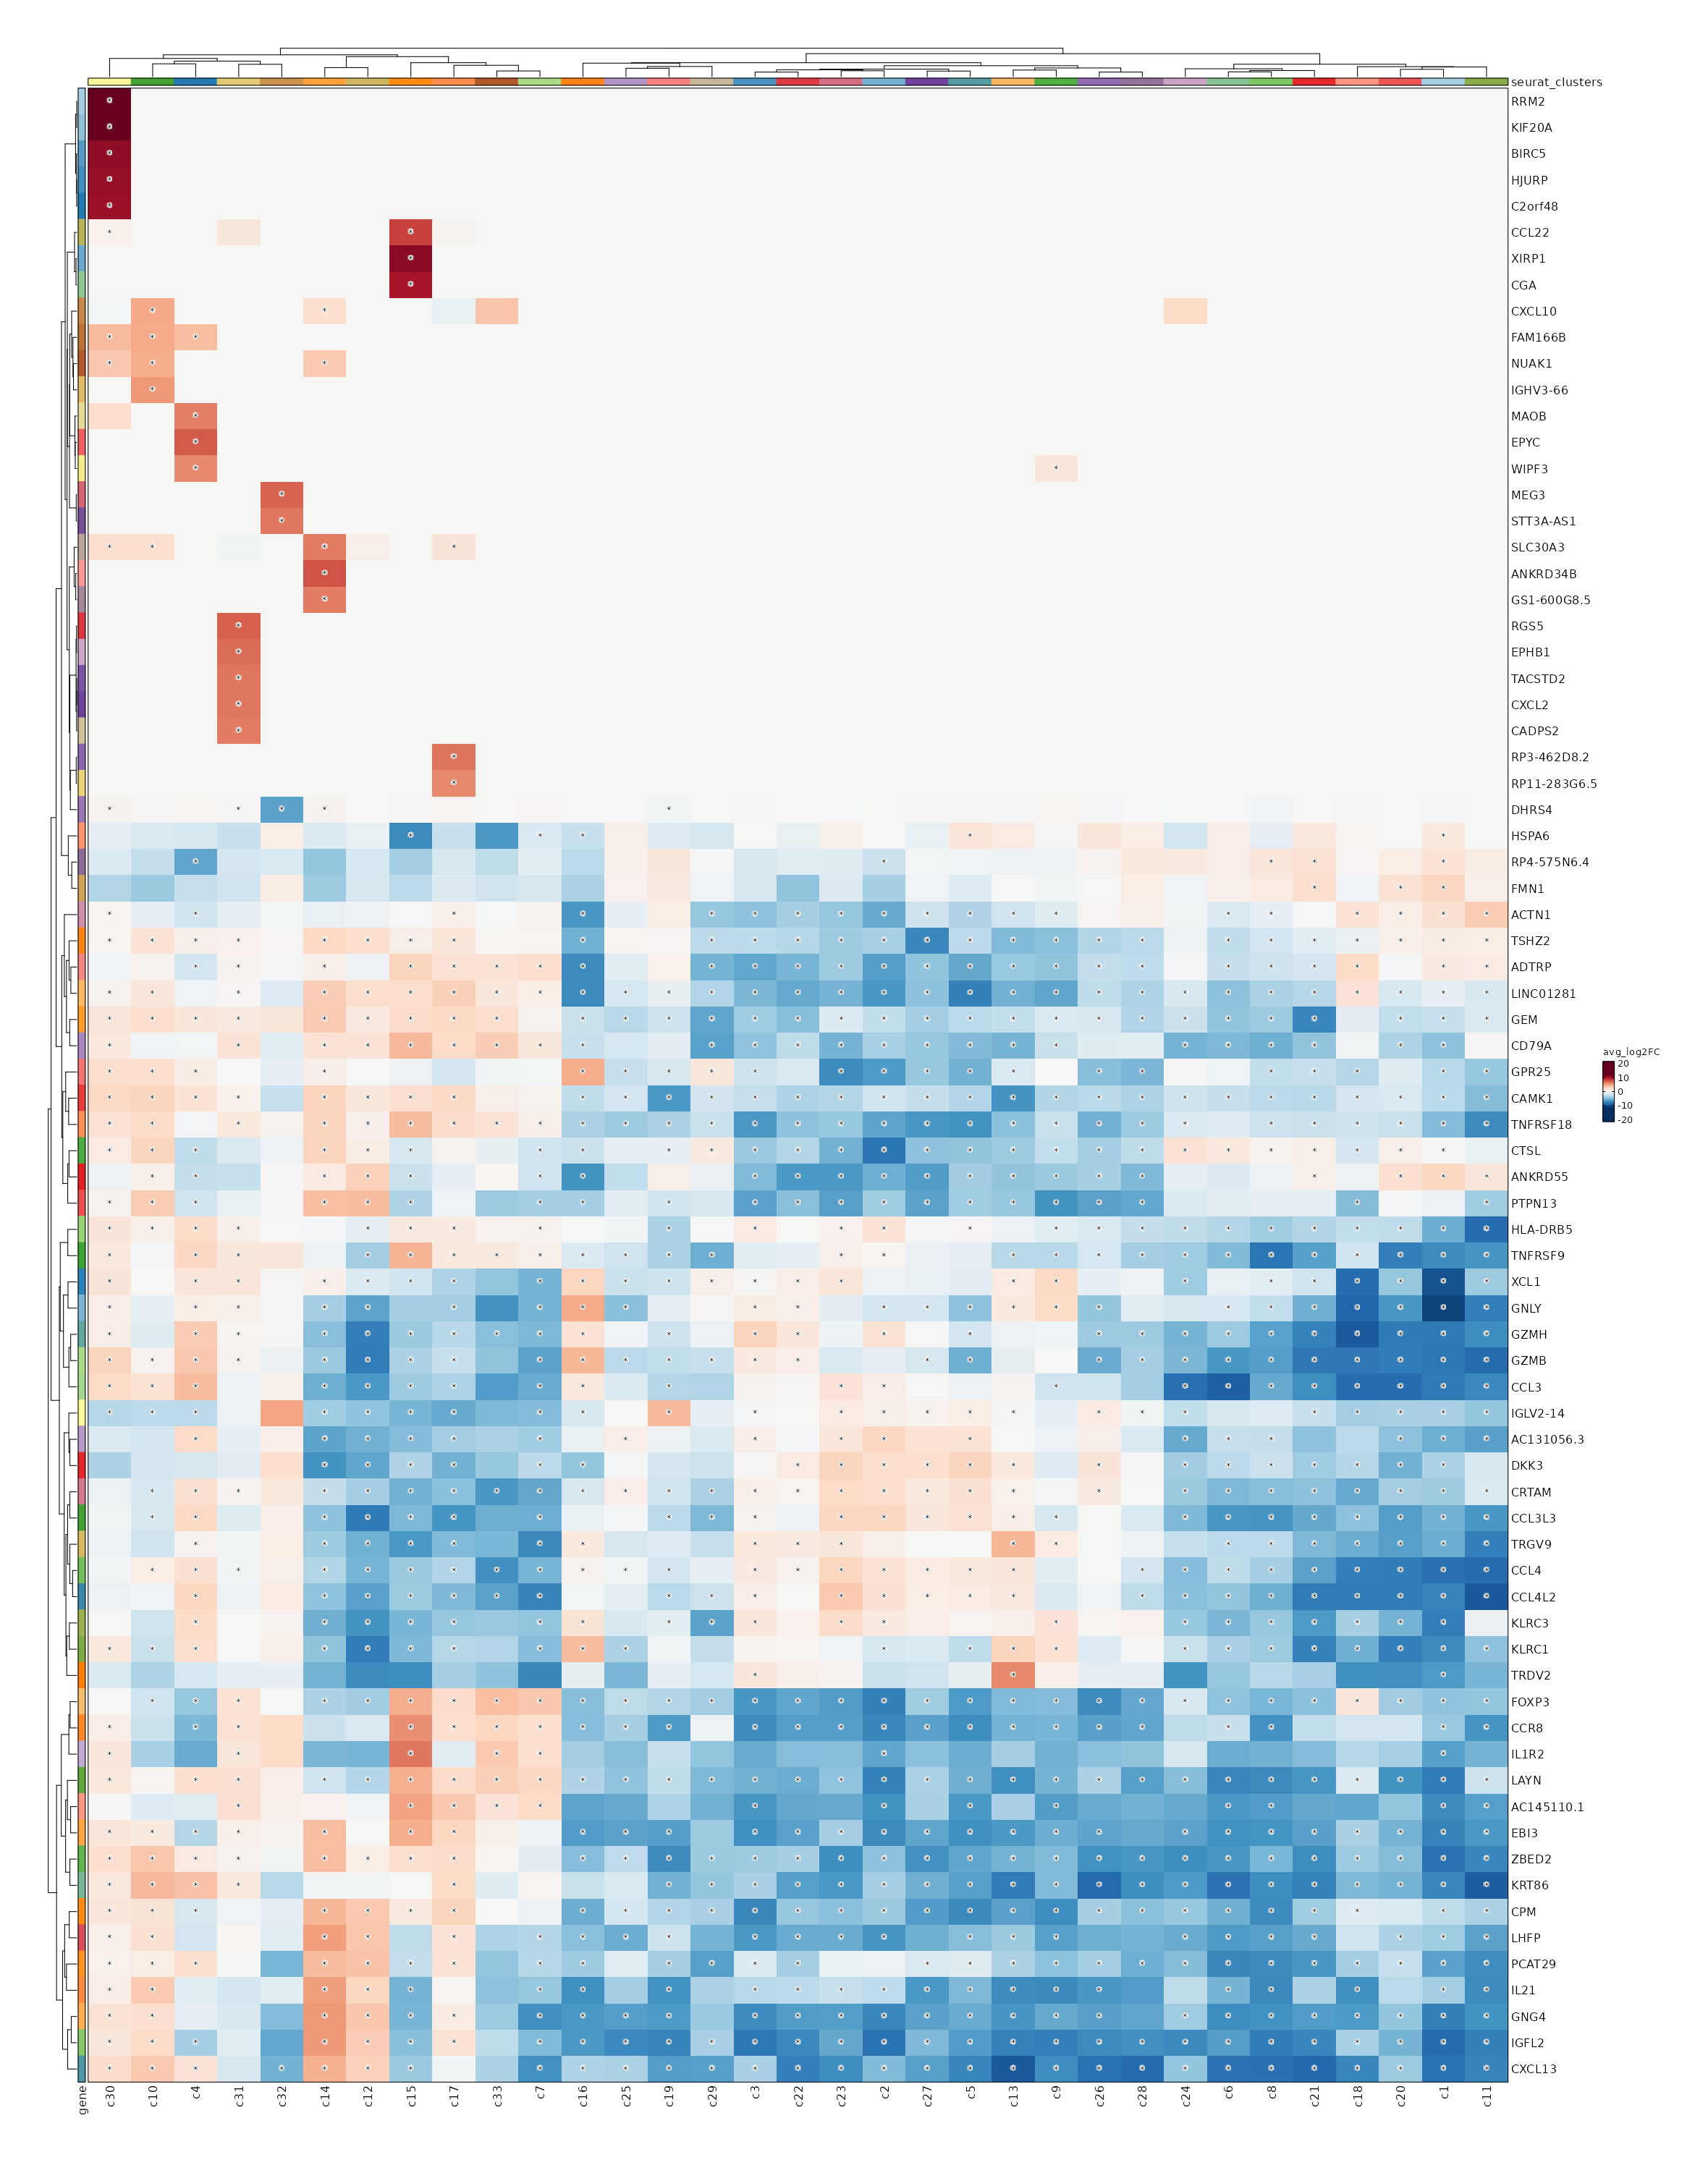 seurat_clusters
RRM2
KIF20A
BIRC5
HJURP
C2orf48
CCL22
XIRP1
CGA
CXCL10
FAM166B
NUAK1
IGHV3-66
MAOB
EPYC
WIPF3
MEG3
STT3A-AS1
SLC30A3
ANKRD34B
GS1-600G8.5
RGS5
EPHB1
TACSTD2
CXCL2
CADPS2
RP3-462D8.2
RP11-283G6.5
DHRS4
HSPA6
RP4-575N6.4
FMN1
ACTN1
TSHZ2
ADTRP
LINC01281
GEM
CD79A
GPR25
CAMK1
TNFRSF18
CTSL
ANKRD55
PTPN13
HLA-DRB5
TNFRSF9
XCL1
GNLY
GZMH
GZMB
CCL3
IGLV2-14
AC131056.3
DKK3
CRTAM
CCL3L3
TRGV9
CCL4
CCL4L2
KLRC3
KLRC1
TRDV2
FOXP3
CCR8
IL1R2
LAYN
AC145110.1
EBI3
ZBED2
KRT86
CPM
LHFP
PCAT29
IL21
GNG4
IGFL2
CXCL13
avg_log2FC
20
10
0
-10
-20
gene c30 c10 c4 c31 c32 c14 c12 c15 c17 c33 c7 c16 c25 c19 c29 c3 c22 c23 c2 c27 c5 c13 c9 c26 c28 c24 c6 c8 c21 c18 c20 c1 c11